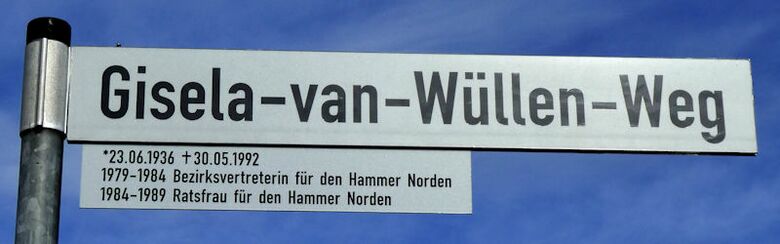 Gisela-van-Wüllen-Weg
*23.06.1936 †30.05.1992
1979-1984 Bezirksvertreterin für den Hammer Norden
1984-1989 Ratsfrau für den Hammer Norden